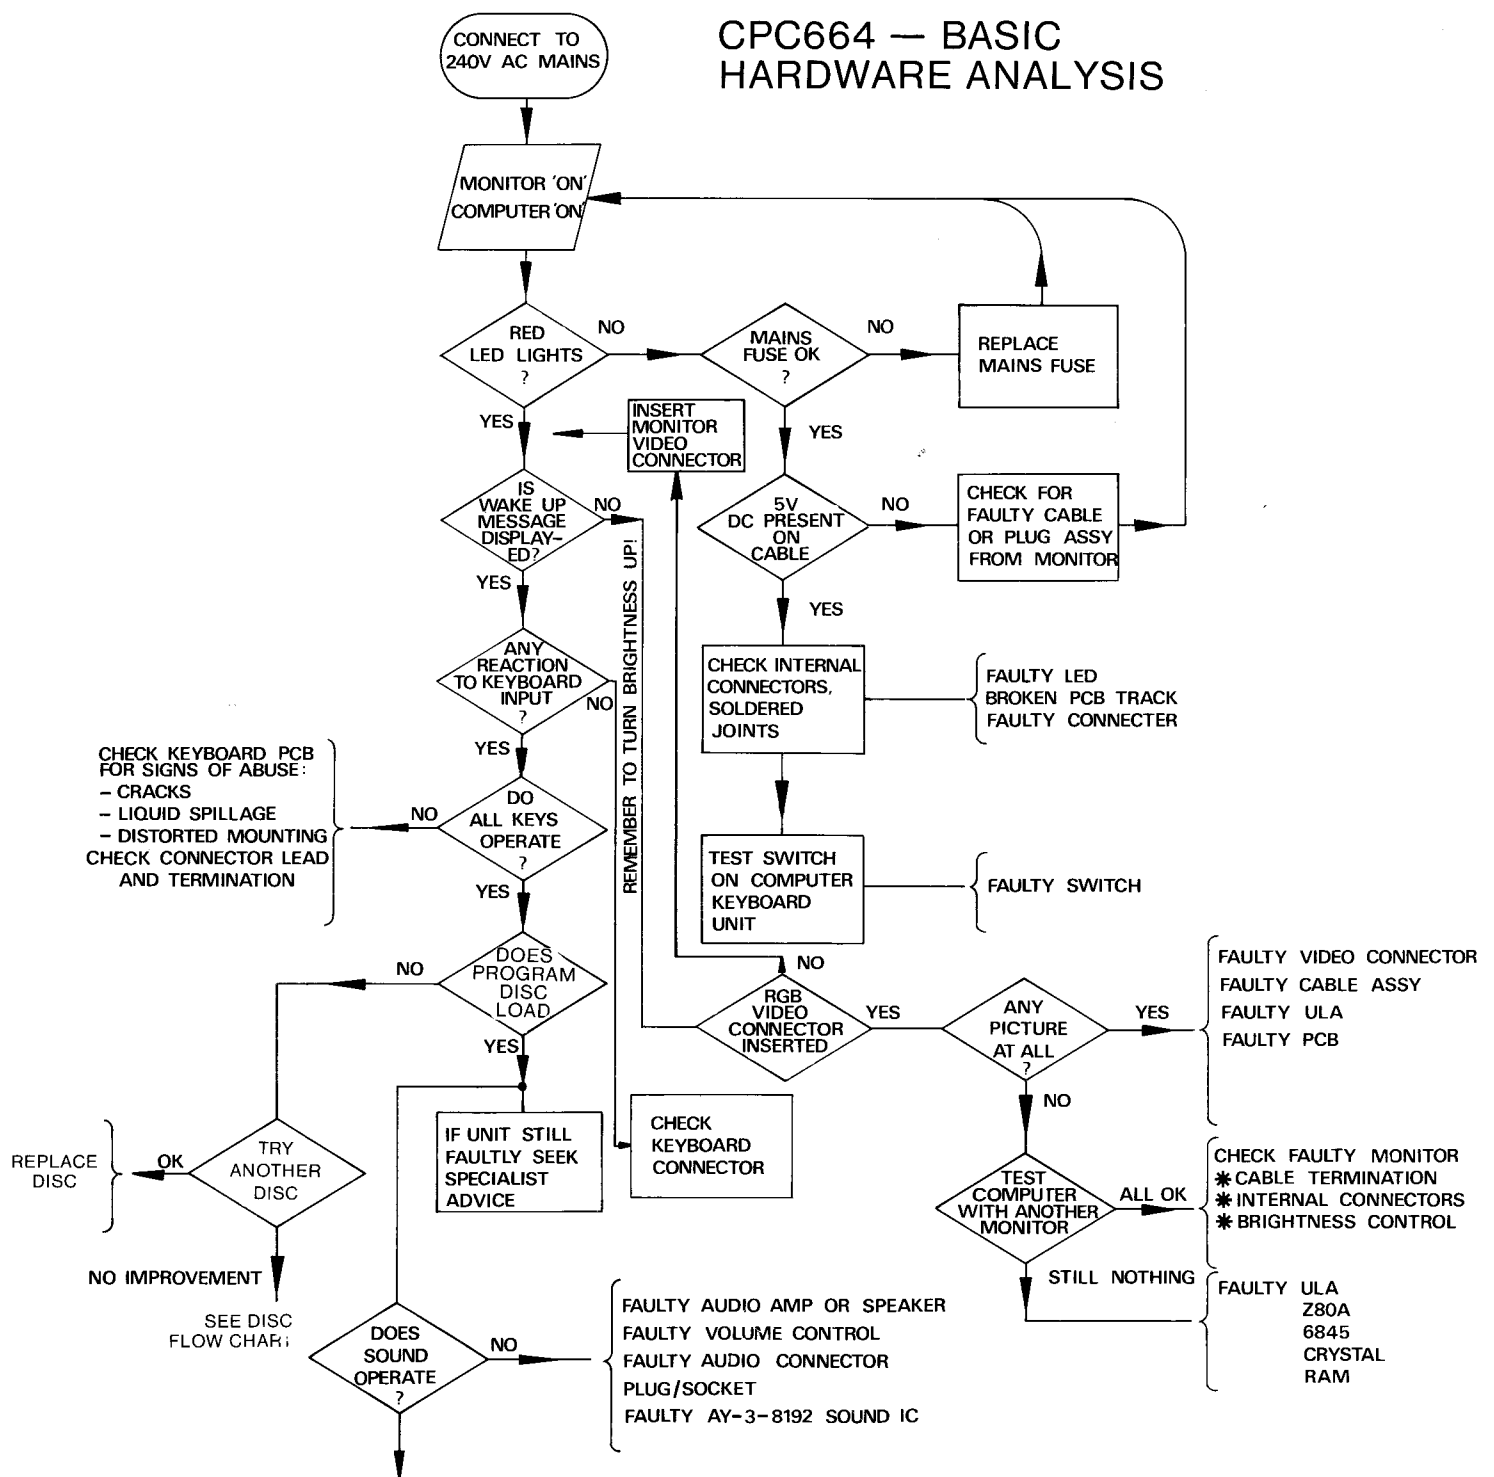 CPC664 — BASIC
HARDWARE ANALYSIS
CONNECT TO
240V AC MAINS
MONITOR 'ON'
COMPUTER 'ON'
RED
LED LIGHTS
?
NO
MAINS
FUSE OK
?
NO
REPLACE
MAINS FUSE
YES
INSERT
MONITOR
VIDEO
CONNECTOR
YES
IS
WAKE UP
MESSAGE
DISPLAY-
ED?
NO
5V
DC PRESENT
ON
CABLE
NO
CHECK FOR
FAULTY CABLE
OR PLUG ASSY
FROM MONITOR
YES
REMEMBER TO TURN BRIGHTNESS UP!
YES
ANY
REACTION
TO KEYBOARD
INPUT
?
NO
CHECK INTERNAL
CONNECTORS,
SOLDERED
JOINTS
FAULTY LED
BROKEN PCB TRACK
FAULTY CONNECTER
YES
CHECK KEYBOARD PCB
FOR SIGNS OF ABUSE:
– CRACKS
– LIQUID SPILLAGE
– DISTORTED MOUNTING
CHECK CONNECTOR LEAD
AND TERMINATION
NO
DO
ALL KEYS
OPERATE
?
TEST SWITCH
ON COMPUTER
KEYBOARD
UNIT
FAULTY SWITCH
YES
DOES
PROGRAM
DISC
LOAD
NO
NO
RGB
VIDEO
CONNECTOR
INSERTED
YES
ANY
PICTURE
AT ALL
?
YES
FAULTY VIDEO CONNECTOR
FAULTY CABLE ASSY
FAULTY ULA
FAULTY PCB
YES
NO
IF UNIT STILL
FAULTLY SEEK
SPECIALIST
ADVICE
CHECK
KEYBOARD
CONNECTOR
TRY
ANOTHER
DISC
OK
REPLACE
DISC
TEST
COMPUTER
WITH ANOTHER
MONITOR
ALL OK
CHECK FAULTY MONITOR
* CABLE TERMINATION
* INTERNAL CONNECTORS
* BRIGHTNESS CONTROL
NO IMPROVEMENT
SEE DISC
FLOW CHART
STILL NOTHING
FAULTY ULA
Z80A
6845
CRYSTAL
RAM
DOES
SOUND
OPERATE
?
NO
FAULTY AUDIO AMP OR SPEAKER
FAULTY VOLUME CONTROL
FAULTY AUDIO CONNECTOR
PLUG/SOCKET
FAULTY AY-3-8192 SOUND IC